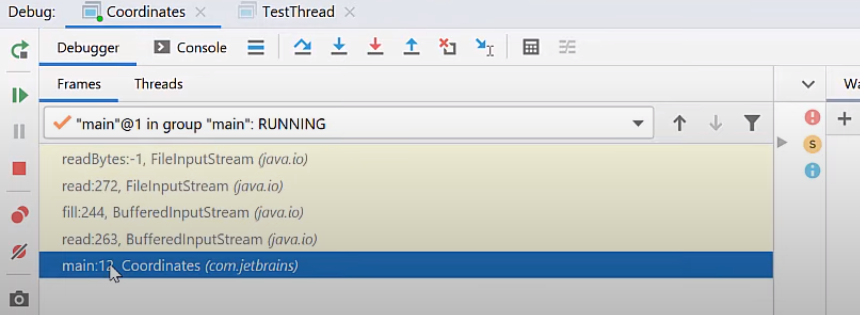 Debug: Coordinates TestThread
Debugger Console
Frames Threads
"main"@1 in group "main": RUNNING
readBytes:-1, FileInputStream (java.io)
read:272, FileInputStream (java.io)
fill:244, BufferedInputStream (java.io)
read:263, BufferedInputStream (java.io)
main:12, Coordinates (com.jetbrains)
S